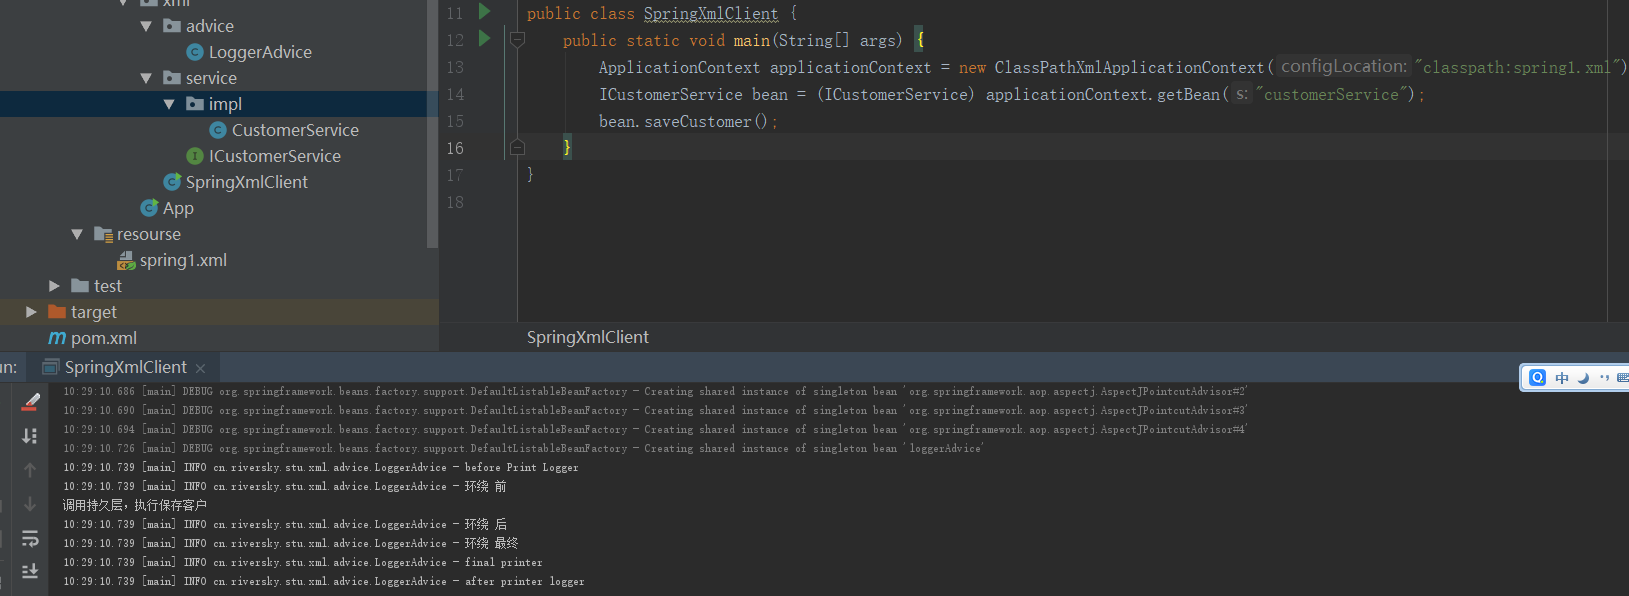 xml
advice
LoggerAdvice
service
impl
CustomerService
ICustomerService
SpringXmlClient
App
resourse
spring1.xml
test
target
pom.xml
11 public class SpringXmlClient {
12 public static void main(String[] args) {
13 ApplicationContext applicationContext = new ClassPathXmlApplicationContext( configLocation: "classpath:spring1.xml")
14 ICustomerService bean = (ICustomerService) applicationContext.getBean( s: "customerService");
15 bean.saveCustomer();
16 }
17 }
18
SpringXmlClient
un: SpringXmlClient ×
中
10:29:10.686 [main] DEBUG org.springframework.beans.factory.support.DefaultListableBeanFactory - Creating shared instance of singleton bean 'org.springframework.aop.aspectj.AspectJPointcutAdvisor#2'
10:29:10.690 [main] DEBUG org.springframework.beans.factory.support.DefaultListableBeanFactory - Creating shared instance of singleton bean 'org.springframework.aop.aspectj.AspectJPointcutAdvisor#3'
10:29:10.694 [main] DEBUG org.springframework.beans.factory.support.DefaultListableBeanFactory - Creating shared instance of singleton bean 'org.springframework.aop.aspectj.AspectJPointcutAdvisor#4'
10:29:10.726 [main] DEBUG org.springframework.beans.factory.support.DefaultListableBeanFactory - Creating shared instance of singleton bean 'loggerAdvice'
10:29:10.739 [main] INFO cn.riversky.stu.xml.advice.LoggerAdvice - before Print Logger
10:29:10.739 [main] INFO cn.riversky.stu.xml.advice.LoggerAdvice - 环绕 前
调用持久层，执行保存客户
10:29:10.739 [main] INFO cn.riversky.stu.xml.advice.LoggerAdvice - 环绕 后
10:29:10.739 [main] INFO cn.riversky.stu.xml.advice.LoggerAdvice - 环绕 最终
10:29:10.739 [main] INFO cn.riversky.stu.xml.advice.LoggerAdvice - final printer
10:29:10.739 [main] INFO cn.riversky.stu.xml.advice.LoggerAdvice - after printer logger